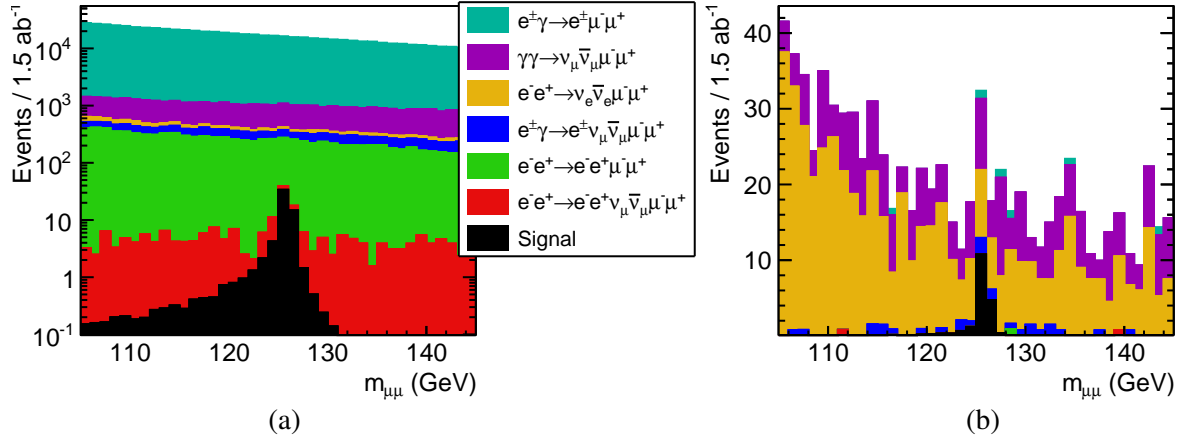 Events / 1.5 ab⁻¹
10⁴
10³
10²
10
1
10⁻¹
110 120 130 140
m_μμ (GeV)
(a)
e^±γ→e^±μ⁻μ⁺
γγ→ν_μν̄_μμ⁻μ⁺
e⁻e⁺→ν_eν̄_eμ⁻μ⁺
e^±γ→e^±ν_μν̄_μμ⁻μ⁺
e⁻e⁺→e⁻e⁺μ⁻μ⁺
e⁻e⁺→e⁻e⁺ν_μν̄_μμ⁻μ⁺
Signal
Events / 1.5 ab⁻¹
40
30
20
10
110 120 130 140
m_μμ (GeV)
(b)